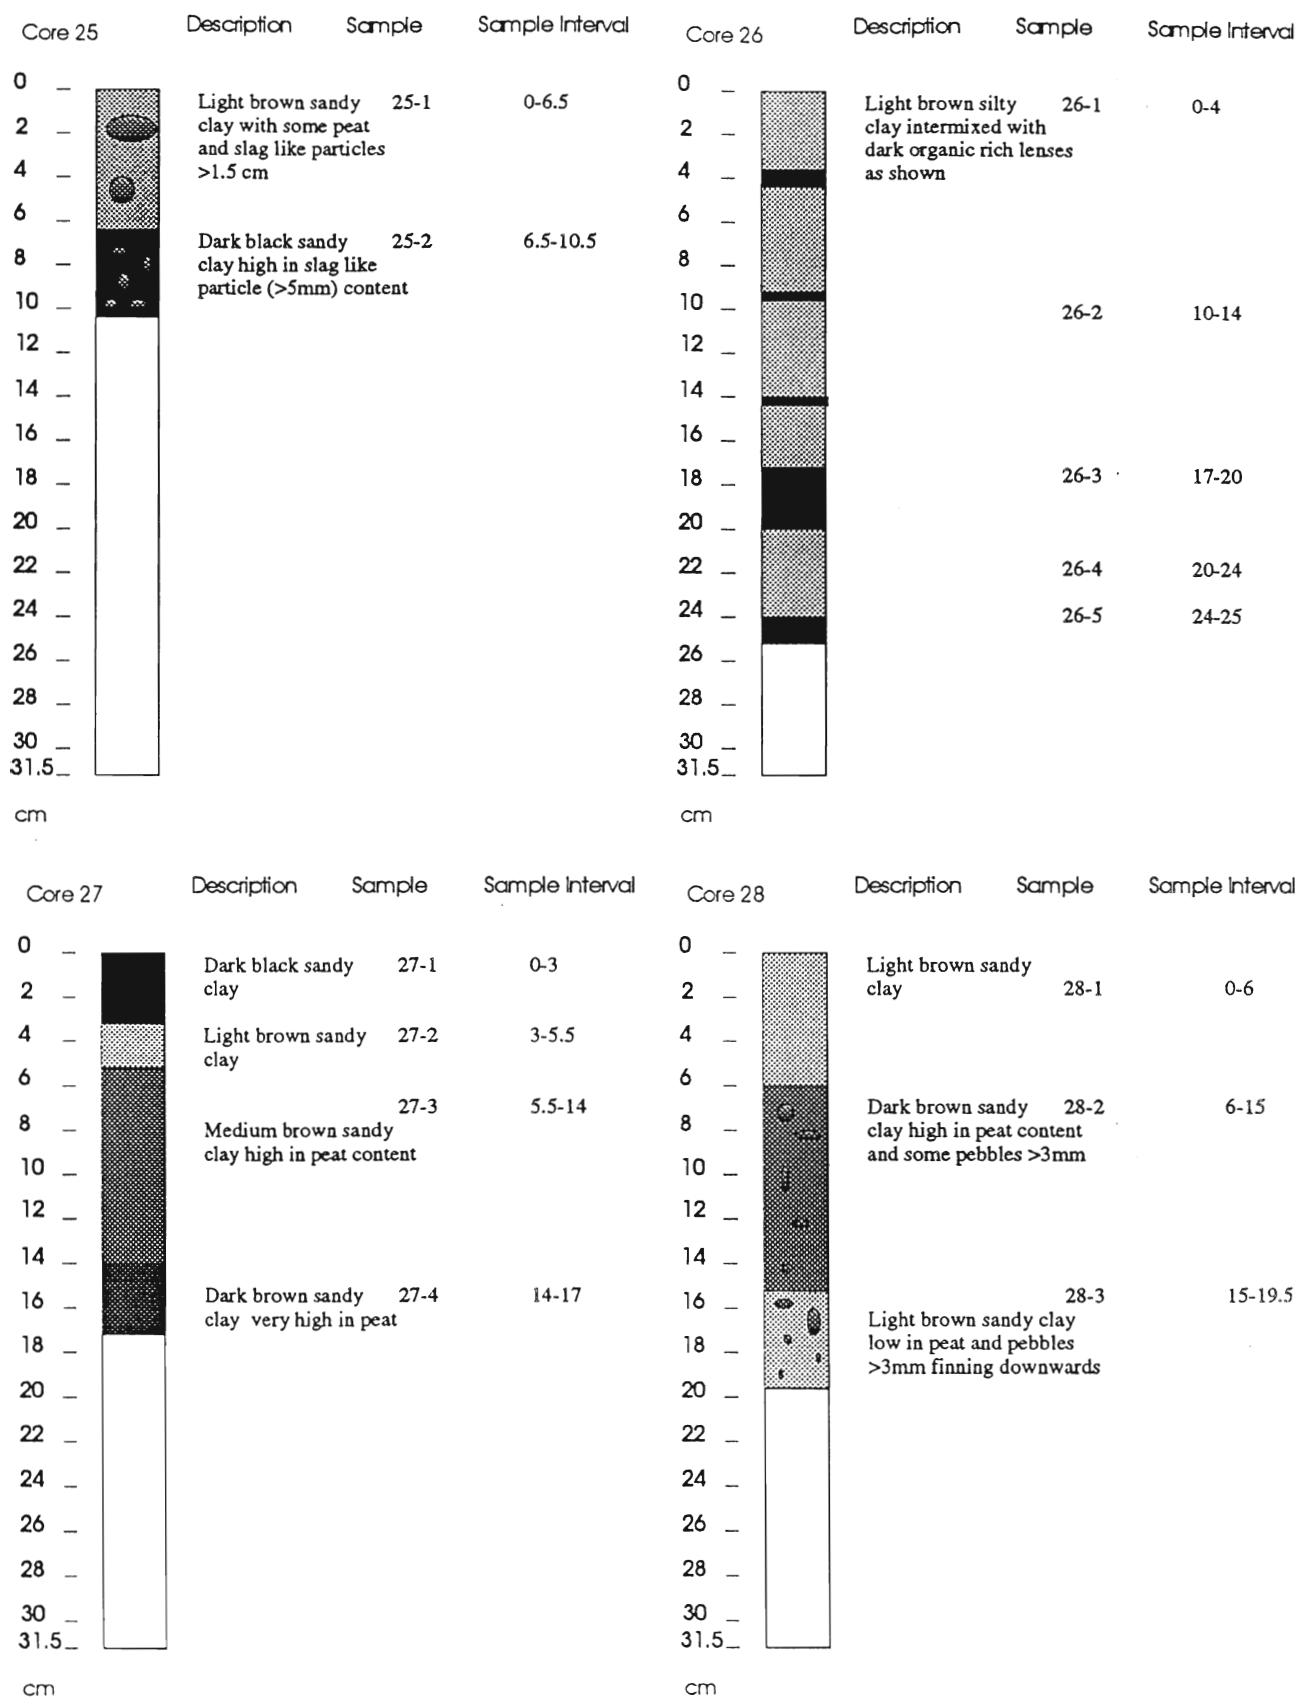 Core 25 Description Sample Sample Interval
0
Light brown sandy 25-1 0-6.5
2 clay with some peat
and slag like particles
4 >1.5 cm
6
Dark black sandy 25-2 6.5-10.5
8 clay high in slag like
particle (>5mm) content
10
12
14
16
18
20
22
24
26
28
30
31.5
cm
Core 26 Description Sample Sample Interval
0
Light brown silty 26-1 0-4
2 clay intermixed with
dark organic rich lenses
4 as shown
6
8
10
26-2 10-14
12
14
16
18 26-3 17-20
20
22 26-4 20-24
24 26-5 24-25
26
28
30
31.5
cm
Core 27 Description Sample Sample Interval
0
Dark black sandy 27-1 0-3
2 clay
4 Light brown sandy 27-2 3-5.5
clay
6
27-3 5.5-14
8 Medium brown sandy
clay high in peat content
10
12
14
16 Dark brown sandy 27-4 14-17
clay very high in peat
18
20
22
24
26
28
30
31.5
cm
Core 28 Description Sample Sample Interval
0
Light brown sandy
2 clay 28-1 0-6
4
6
Dark brown sandy 28-2 6-15
8 clay high in peat content
and some pebbles >3mm
10
12
14
16 28-3 15-19.5
Light brown sandy clay
18 low in peat and pebbles
>3mm finning downwards
20
22
24
26
28
30
31.5
cm